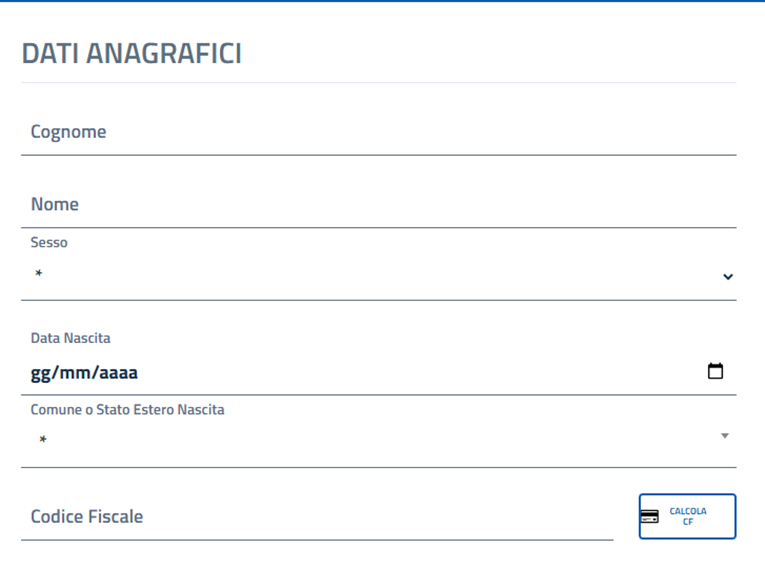 DATI ANAGRAFICI
Cognome
Nome
Sesso
*
Data Nascita
gg/mm/aaaa
Comune o Stato Estero Nascita
*
Codice Fiscale
CALCOLA
CF